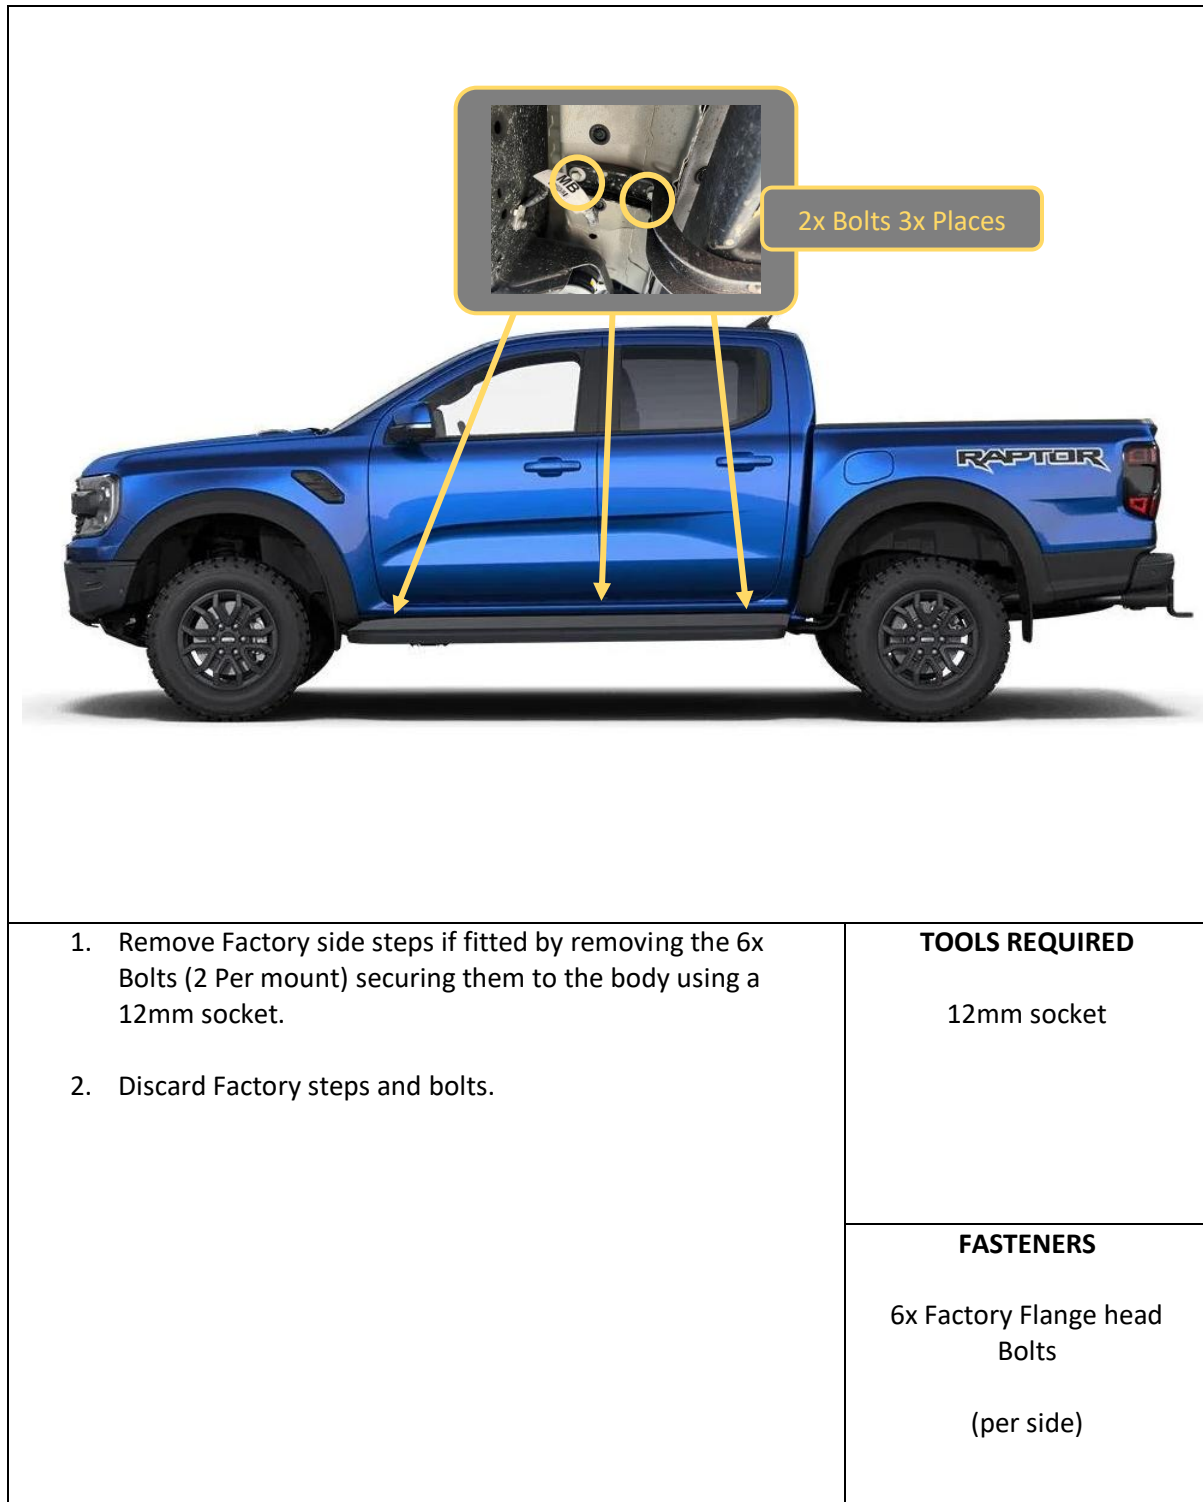 MB
2x Bolts 3x Places
RAPTOR
1. Remove Factory side steps if fitted by removing the 6x
Bolts (2 Per mount) securing them to the body using a
12mm socket.
2. Discard Factory steps and bolts.
TOOLS REQUIRED
12mm socket
FASTENERS
6x Factory Flange head
Bolts
(per side)